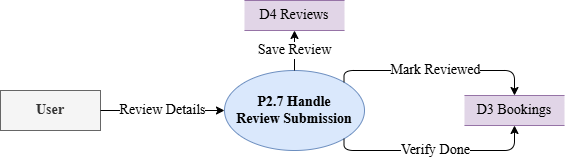 D4 Reviews
Save Review
Mark Reviewed
User
Review Details
P2.7 Handle
Review Submission
D3 Bookings
Verify Done